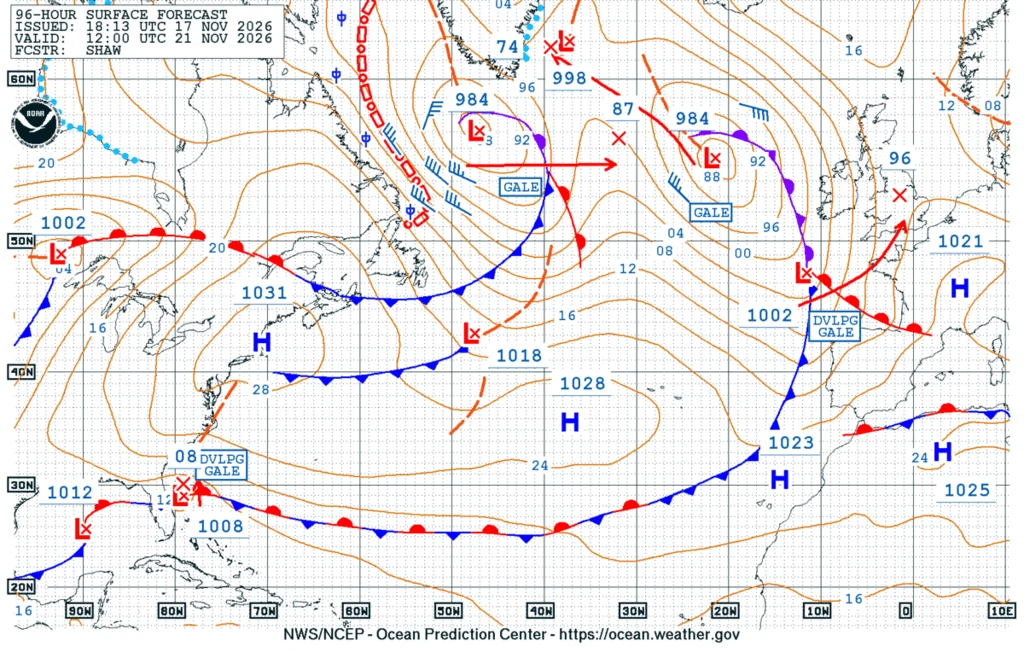 96-HOUR SURFACE FORECAST
ISSUED: 18:13 UTC 17 NOV 2026
VALID: 12:00 UTC 21 NOV 2026
FCSTR: SHAW
04
L
74
16
998
60N
96
984
87
984
12
08
NOAA
L
92
L
92
96
20
88
GALE
GALE
1002
50N
20
04
96
1021
L
04
08
00
12
L
H
1031
16
1002
DVLPG
GALE
16
L
H
1018
40N
1028
28
H
1023
08
DVLPG
GALE
24
H
24
30N
1012
12
L
H
1025
1008
L
20N
16
90W
80W
70W
60W
50W
40W
30W
20W
10W
16
0
10E
NWS/NCEP - Ocean Prediction Center - https://ocean.weather.gov